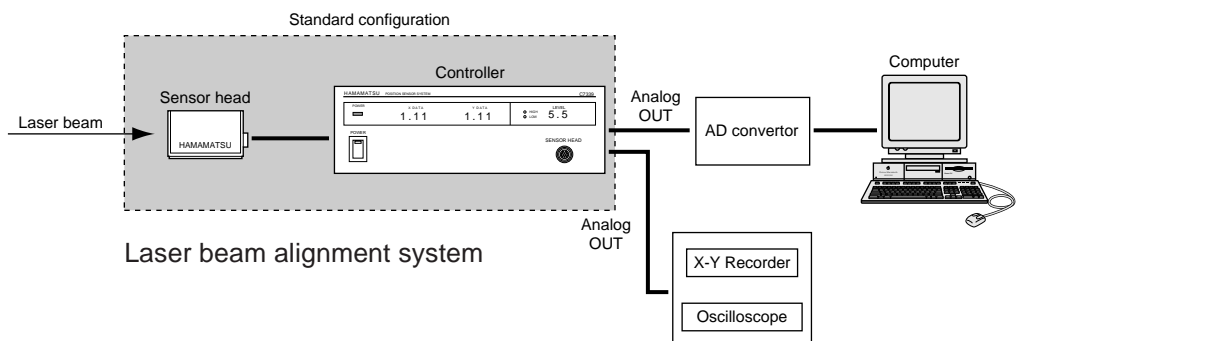 Standard configuration
Computer
Controller
Sensor head
Laser beam
HAMAMATSU
HAMAMATSU POSITION SENSOR SYSTEM
POWER
X DATA
1.11
Y DATA
1.11
HIGH
LOW
LEVEL
5.5
POWER
SENSOR HEAD
Analog
OUT
AD convertor
Analog
OUT
Laser beam alignment system
X-Y Recorder
Oscilloscope